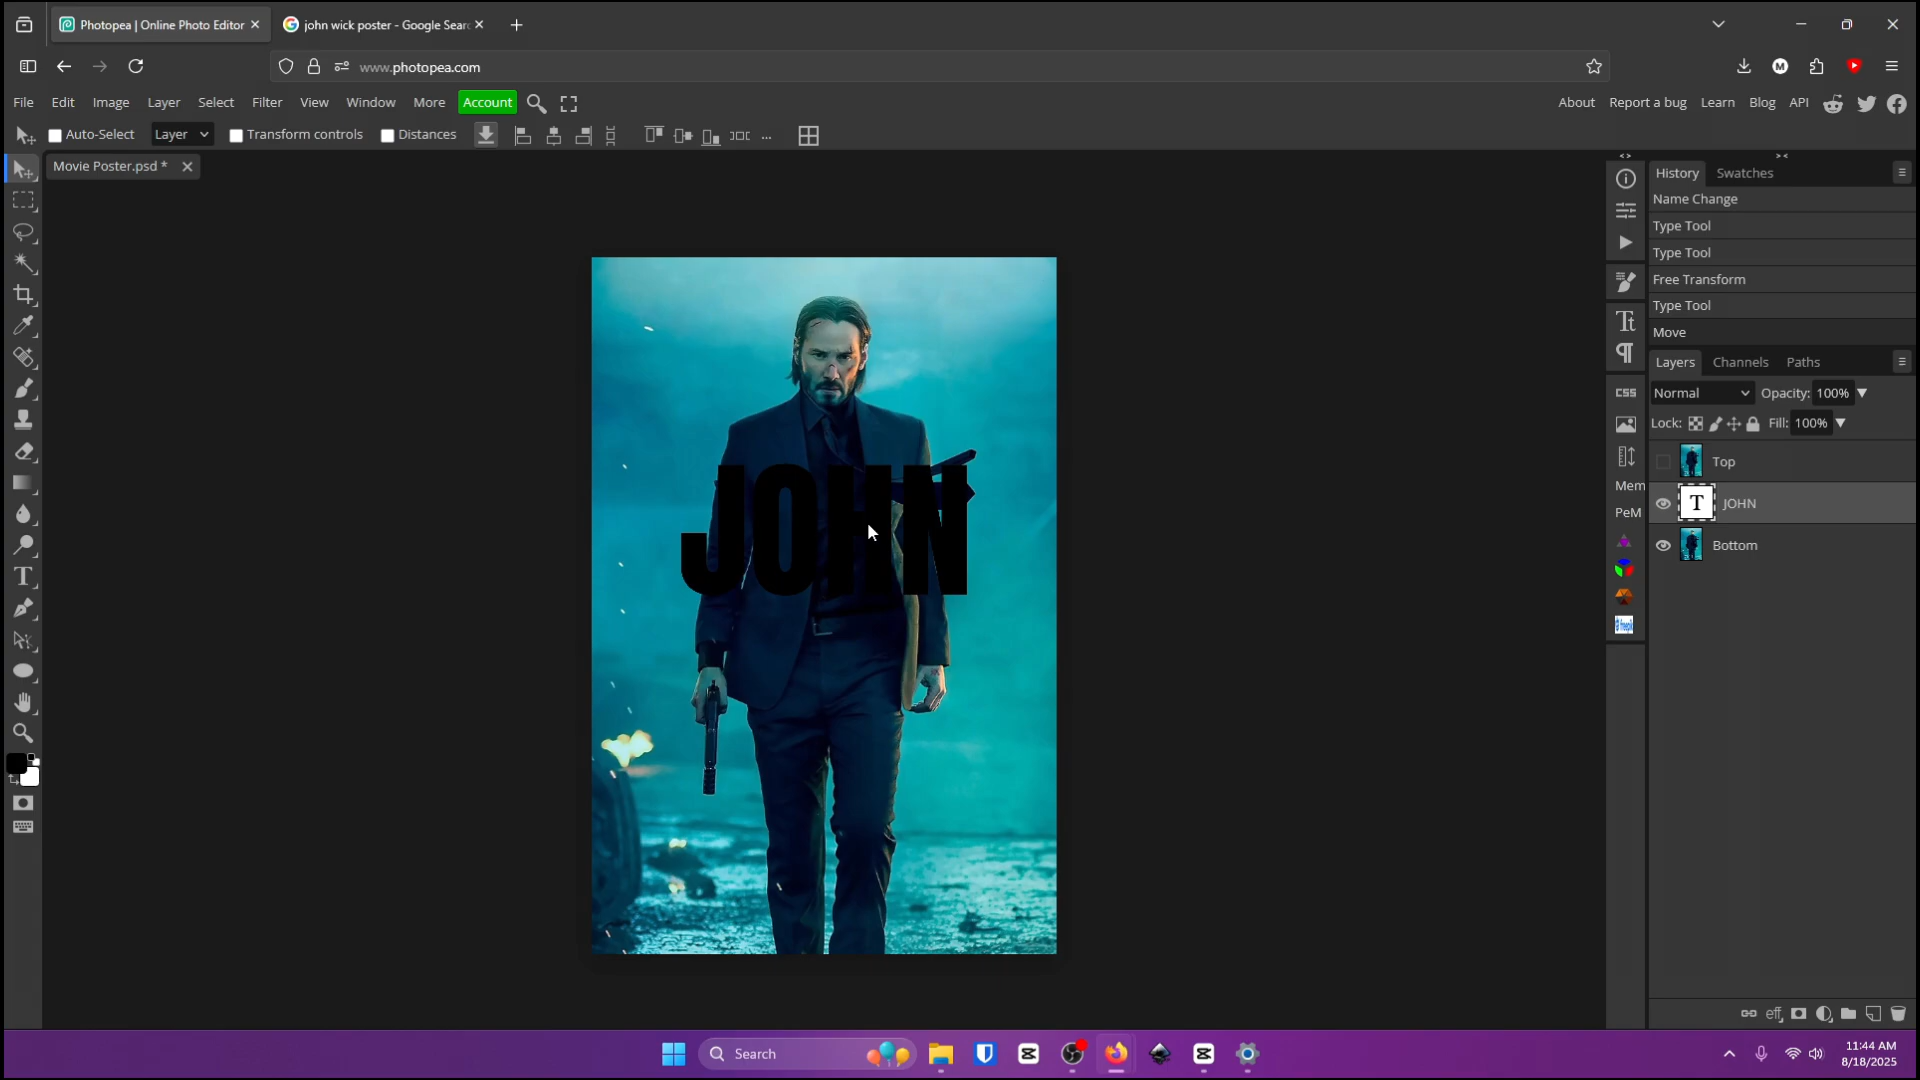 Photopea | Online Photo Editor
john wick poster - Google Sear
www.photopea.com
M
File Edit Image Layer Select Filter View Window More Account
About Report a bug Learn Blog API
Auto-Select Layer Transform controls Distances ...
Movie Poster.psd *
History Swatches
Name Change
Type Tool
Type Tool
Free Transform
Type Tool
Move
Layers Channels Paths
Normal Opacity: 100%
Lock: Fill: 100%
Top
T JOHN
Bottom
CSS
Mem
PeM
JOHN
eff
Search
11:44 AM
8/18/2025